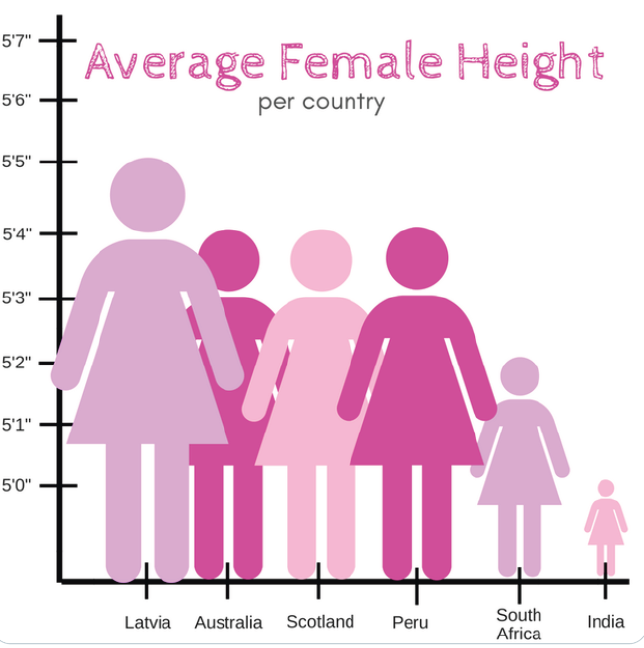 Average Female Height
per country
5'7"
5'6"
5'5"
5'4"
5'3"
5'2"
5'1"
5'0"
Latvia
Australia
Scotland
Peru
South
Africa
India